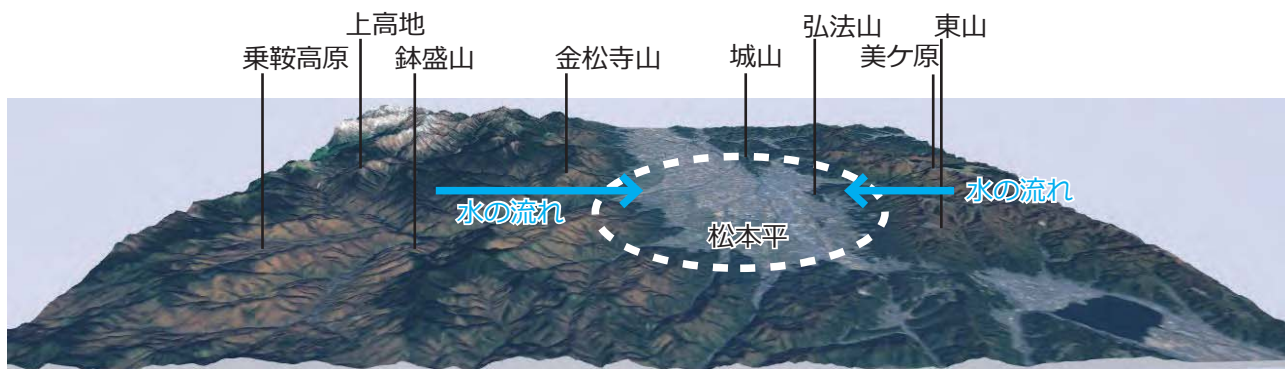 上高地
弘法山
東山
乗鞍高原
鉢盛山
金松寺山
城山
美ケ原
水の流れ
水の流れ
松本平